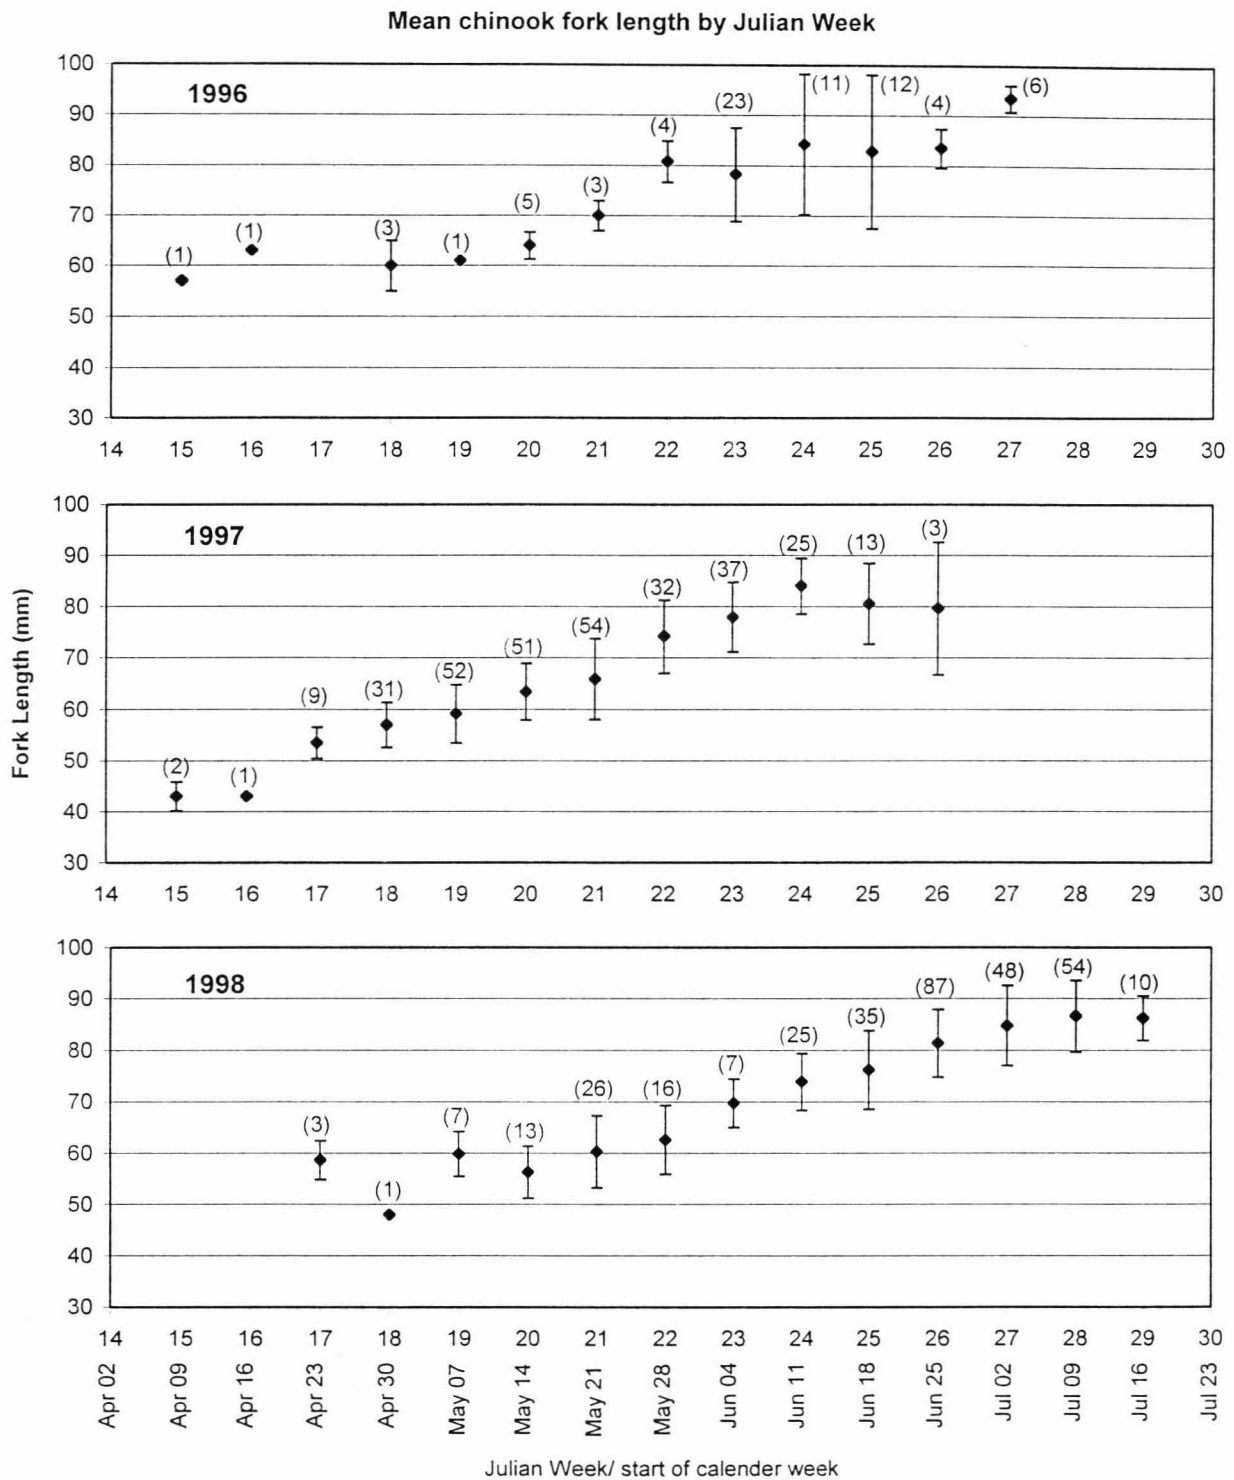 Mean chinook fork length by Julian Week
1996
100
90
80
70
60
50
40
30
(1) (1) (3) (1) (5) (3) (4) (23) (11) (12) (4) (6)
14 15 16 17 18 19 20 21 22 23 24 25 26 27 28 29 30
1997
100
90
80
70
60
50
40
30
(2) (1) (9) (31) (52) (51) (54) (32) (37) (25) (13) (3)
14 15 16 17 18 19 20 21 22 23 24 25 26 27 28 29 30
Fork Length (mm)
1998
100
90
80
70
60
50
40
30
(3) (1) (7) (13) (26) (16) (7) (25) (35) (87) (48) (54) (10)
14 15 16 17 18 19 20 21 22 23 24 25 26 27 28 29 30
Apr 02 Apr 09 Apr 16 Apr 23 Apr 30 May 07 May 14 May 21 May 28 Jun 04 Jun 11 Jun 18 Jun 25 Jul 02 Jul 09 Jul 16 Jul 23
Julian Week/ start of calender week